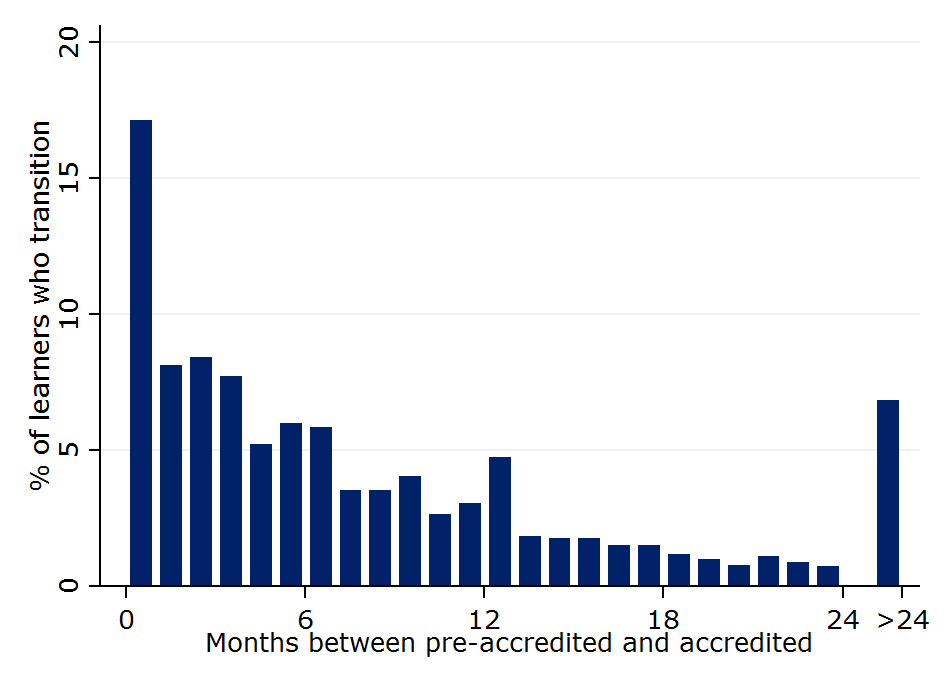 20
15
10
5
0
% of learners who transition
0 6 12 18 24 >24
Months between pre-accredited and accredited